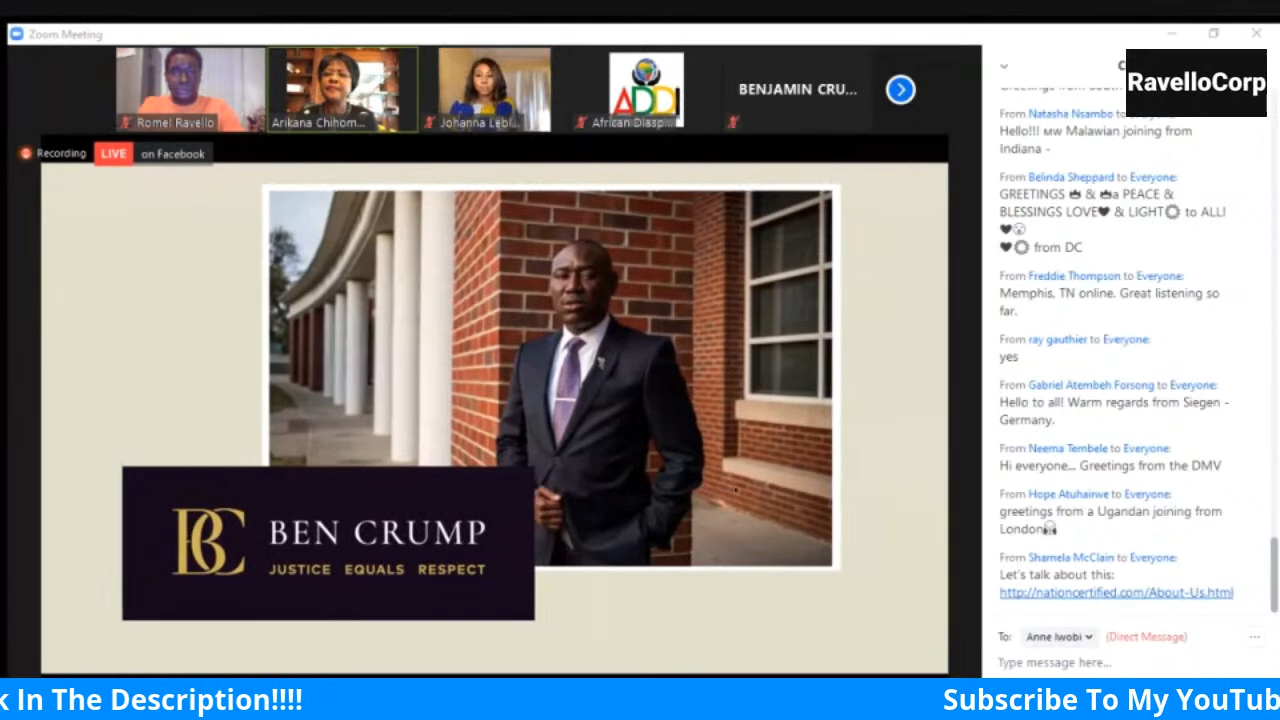 Zoom Meeting
Romel Ravello
Arikana Chihom...
Johanna Lebl...
ADDI
African Diasp...
BENJAMIN CRU...
RavelloCorp
Recording
LIVE
on Facebook
BC
BEN CRUMP
JUSTICE EQUALS RESPECT
From Natasha Nsambo to
Hello!!! мw Malawian joining from
Indiana -
From Belinda Sheppard to Everyone:
GREETINGS & a PEACE &
BLESSINGS LOVE♥ & LIGHT to ALL!
♥
♥ from DC
From Freddie Thompson to Everyone:
Memphis, TN online. Great listening so
far.
From ray gauthier to Everyone:
yes
From Gabriel Atembeh Forsong to Everyone:
Hello to all! Warm regards from Siegen -
Germany.
From Neema Tembele to Everyone:
Hi everyone... Greetings from the DMV
From Hope Atuhairwe to Everyone:
greetings from a Ugandan joining from
London
From Shamela McClain to Everyone:
Let's talk about this:
http://nationcertified.com/About-Us.html
To: Anne Iwobi (Direct Message)
Type message here...
k In The Description!!!!
Subscribe To My YouTub